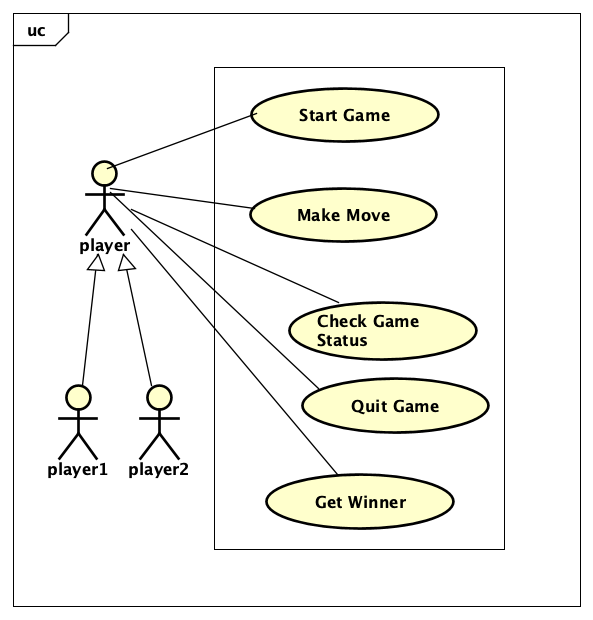 uc
Start Game
Make Move
player
Check Game
Status
Quit Game
player1
player2
Get Winner